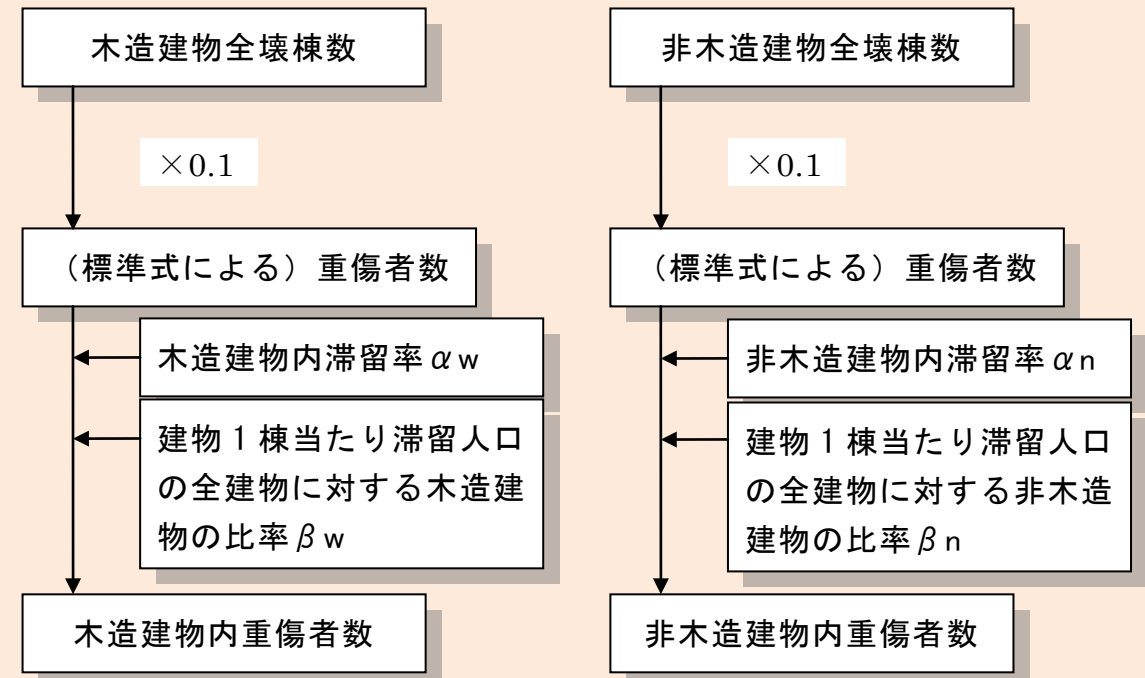 木造建物全壊棟数
×0.1
（標準式による）重傷者数
木造建物内滞留率αw
建物1棟当たり滞留人口
の全建物に対する木造建
物の比率βw
木造建物内重傷者数
非木造建物全壊棟数
×0.1
（標準式による）重傷者数
非木造建物内滞留率αn
建物1棟当たり滞留人口
の全建物に対する非木造
建物の比率βn
非木造建物内重傷者数